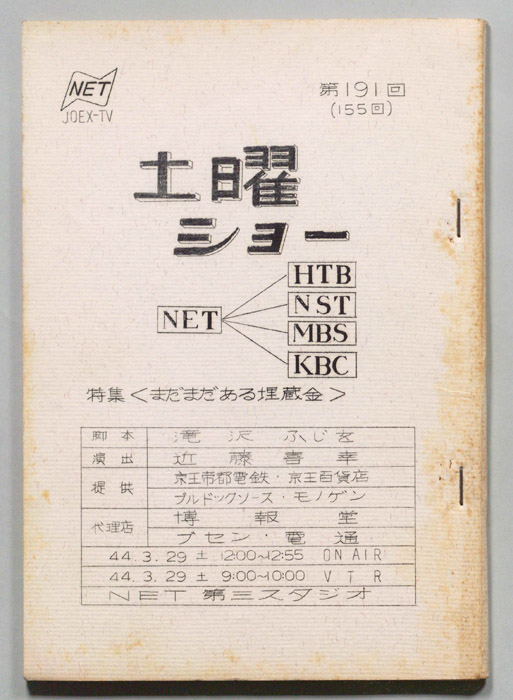 NET
JOEX-TV
第191回
(155回)
土曜
ショー
NET
HTB
NST
MBS
KBC
特集<まだまだある埋蔵金>
脚本 滝沢ふじを
演出 近藤喜幸
提供 京王帝都電鉄・京王百貨店
ブルドックソース・モノゲン
代理店 博報堂
プセン・電通
44.3.29 土 12:00~12:55 ON AIR
44.3.29 土 9:00~10:00 VTR
NET 第三スタジオ